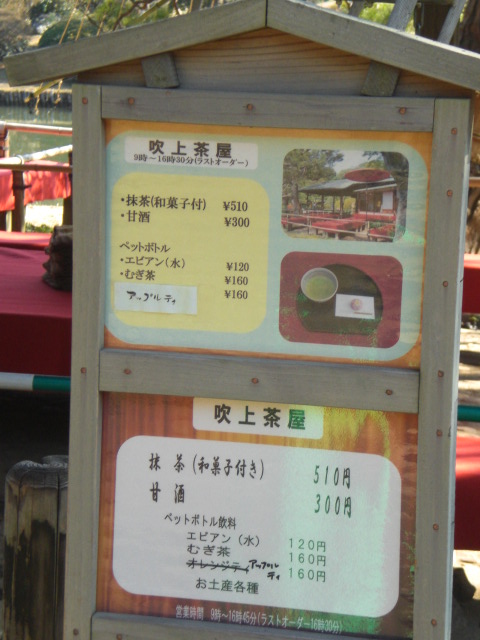 吹上茶屋
9時～16時30分(ラストオーダー)
・抹茶(和菓子付) ¥510
・甘酒 ¥300
ペットボトル
・エビアン(水) ¥120
・むぎ茶 ¥160
アップルティ ¥160
吹上茶屋
抹茶(和菓子付き) 510円
甘酒 300円
ペットボトル飲料
エビアン(水) 120円
むぎ茶 160円
オレンジティ アップルティ 160円
お土産各種
営業時間 9時～16時45分(ラストオーダー16時30分)